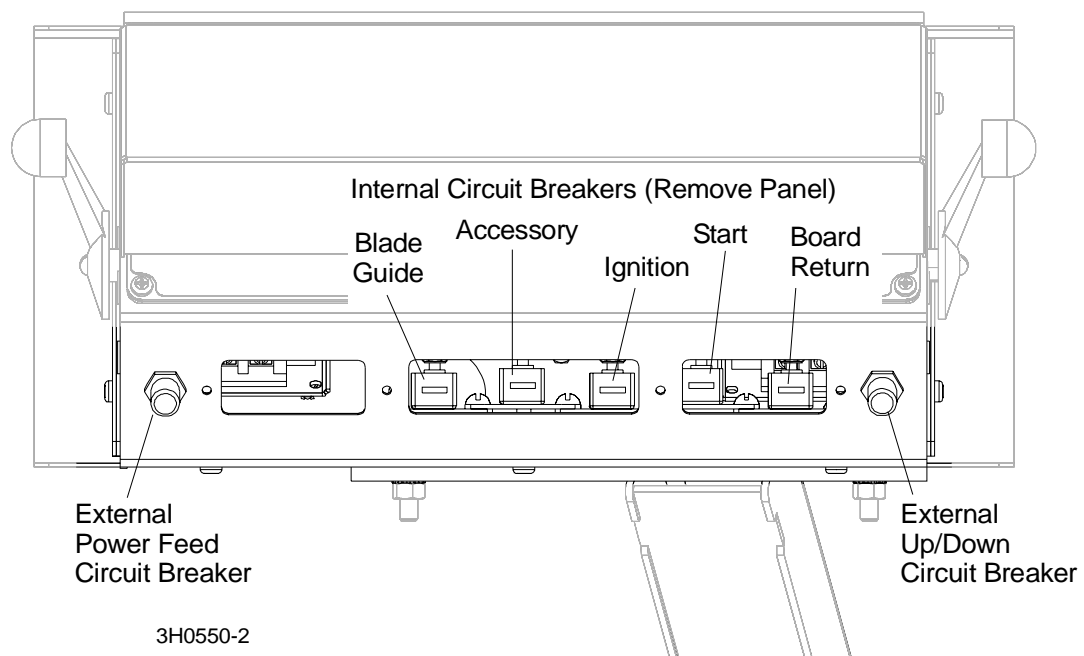 Internal Circuit Breakers (Remove Panel)
Blade
Guide
Accessory
Ignition
Start
Board
Return
External
Power Feed
Circuit Breaker
External
Up/Down
Circuit Breaker
3H0550-2